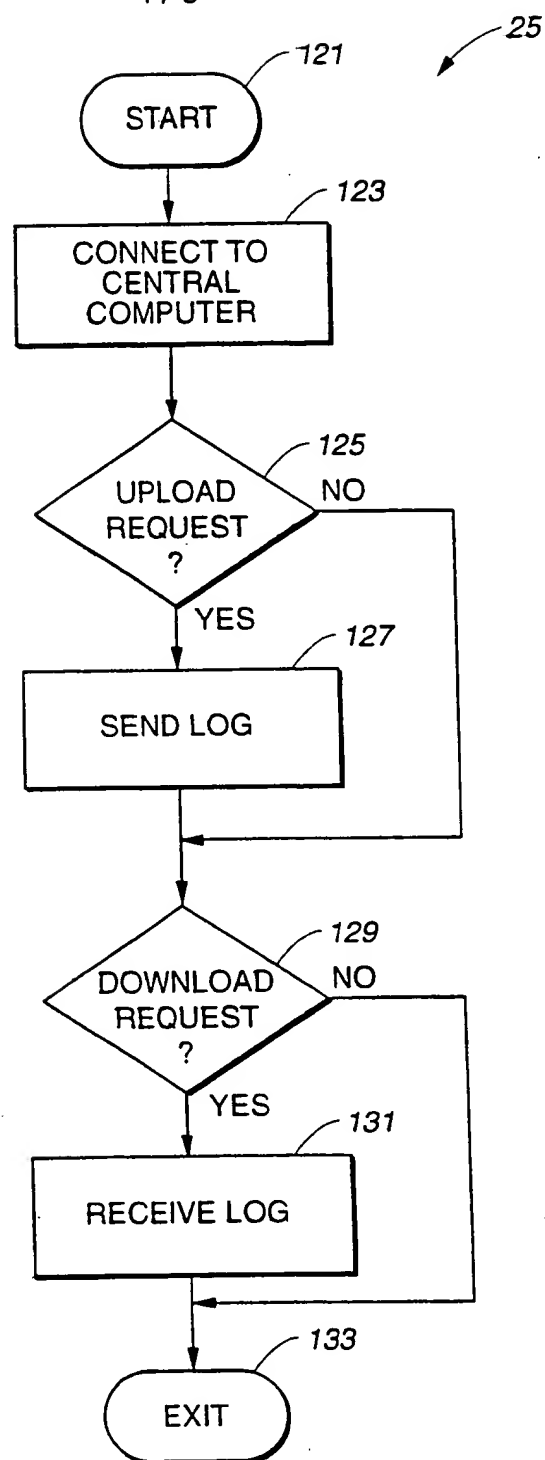 25
121
START
123
CONNECT TO
CENTRAL
COMPUTER
125
UPLOAD
REQUEST
?
NO
YES
127
SEND LOG
129
DOWNLOAD
REQUEST
?
NO
YES
131
RECEIVE LOG
133
EXIT